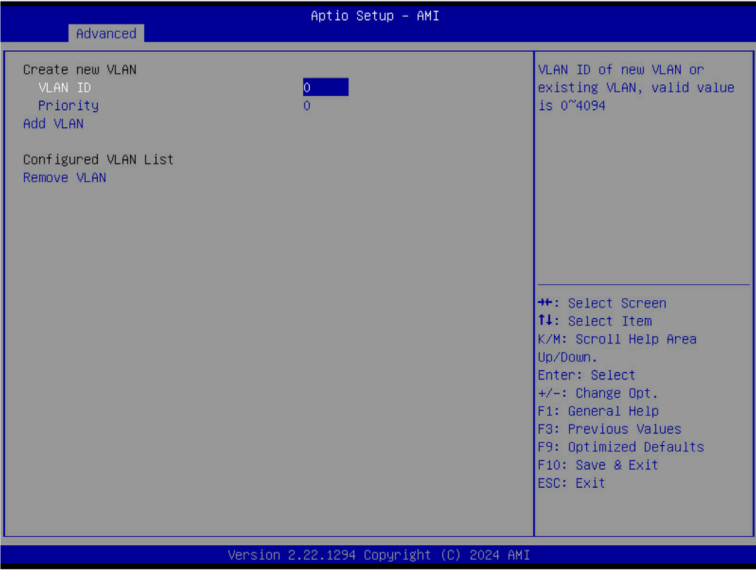 Aptio Setup – AMI
Advanced
Create new VLAN
VLAN ID 0
Priority 0
Add VLAN
Configured VLAN List
Remove VLAN
VLAN ID of new VLAN or
existing VLAN, valid value
is 0~4094
→←: Select Screen
↑↓: Select Item
K/M: Scroll Help Area
Up/Down.
Enter: Select
+/-: Change Opt.
F1: General Help
F3: Previous Values
F9: Optimized Defaults
F10: Save & Exit
ESC: Exit
Version 2.22.1294 Copyright (C) 2024 AMI